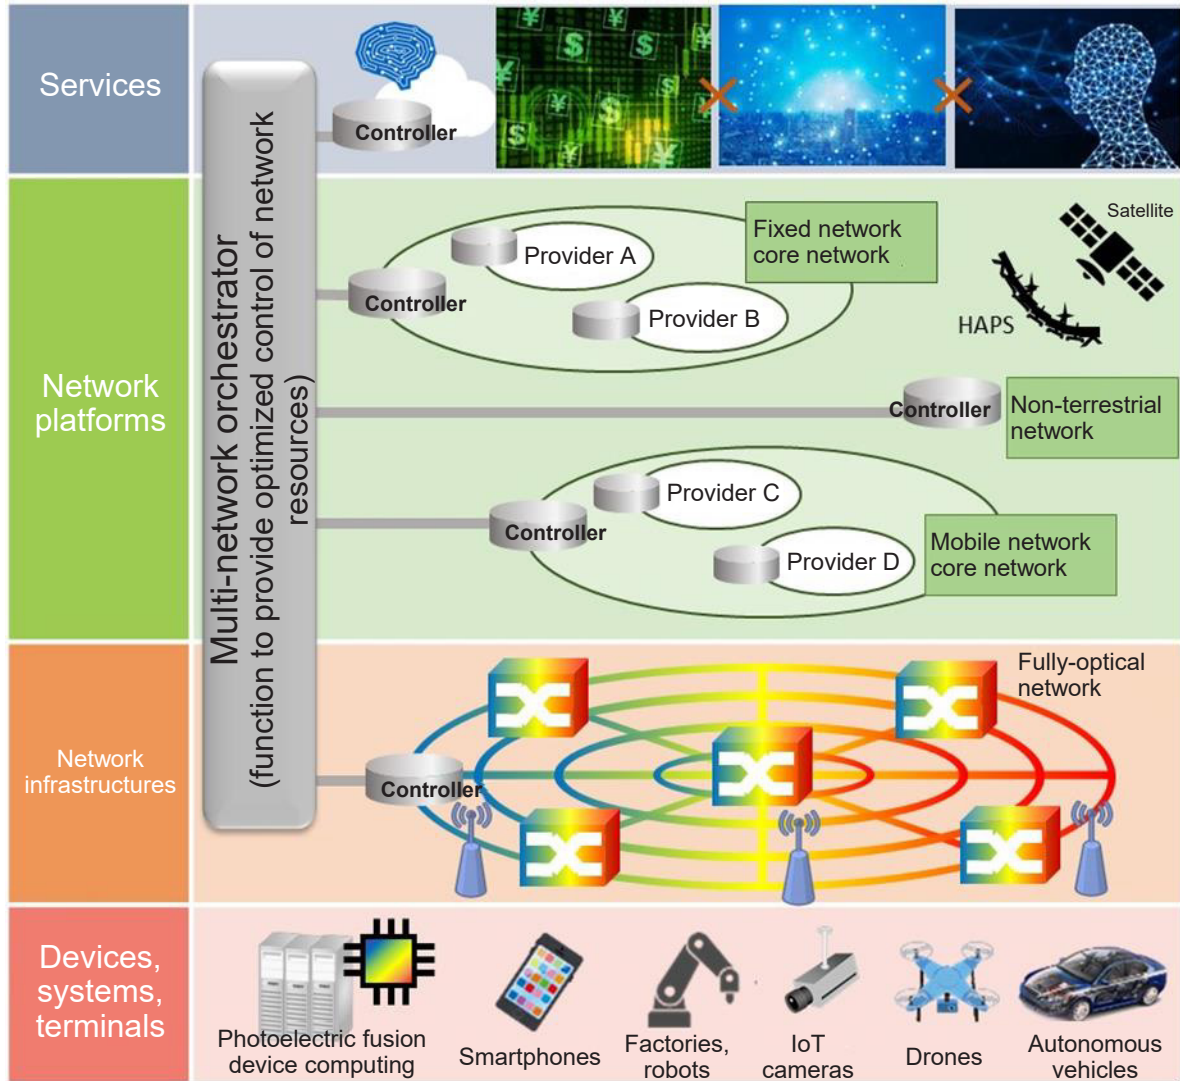 Services
Controller
Multi-network orchestrator
(function to provide optimized control of network
resources)
Network
platforms
Fixed network
core network
Provider A
Controller
Provider B
Satellite
HAPS
Controller
Non-terrestrial
network
Provider C
Controller
Provider D
Mobile network
core network
Network
infrastructures
Fully-optical
network
Controller
Devices,
systems,
terminals
Photoelectric fusion
device computing
Smartphones
Factories,
robots
IoT
cameras
Drones
Autonomous
vehicles